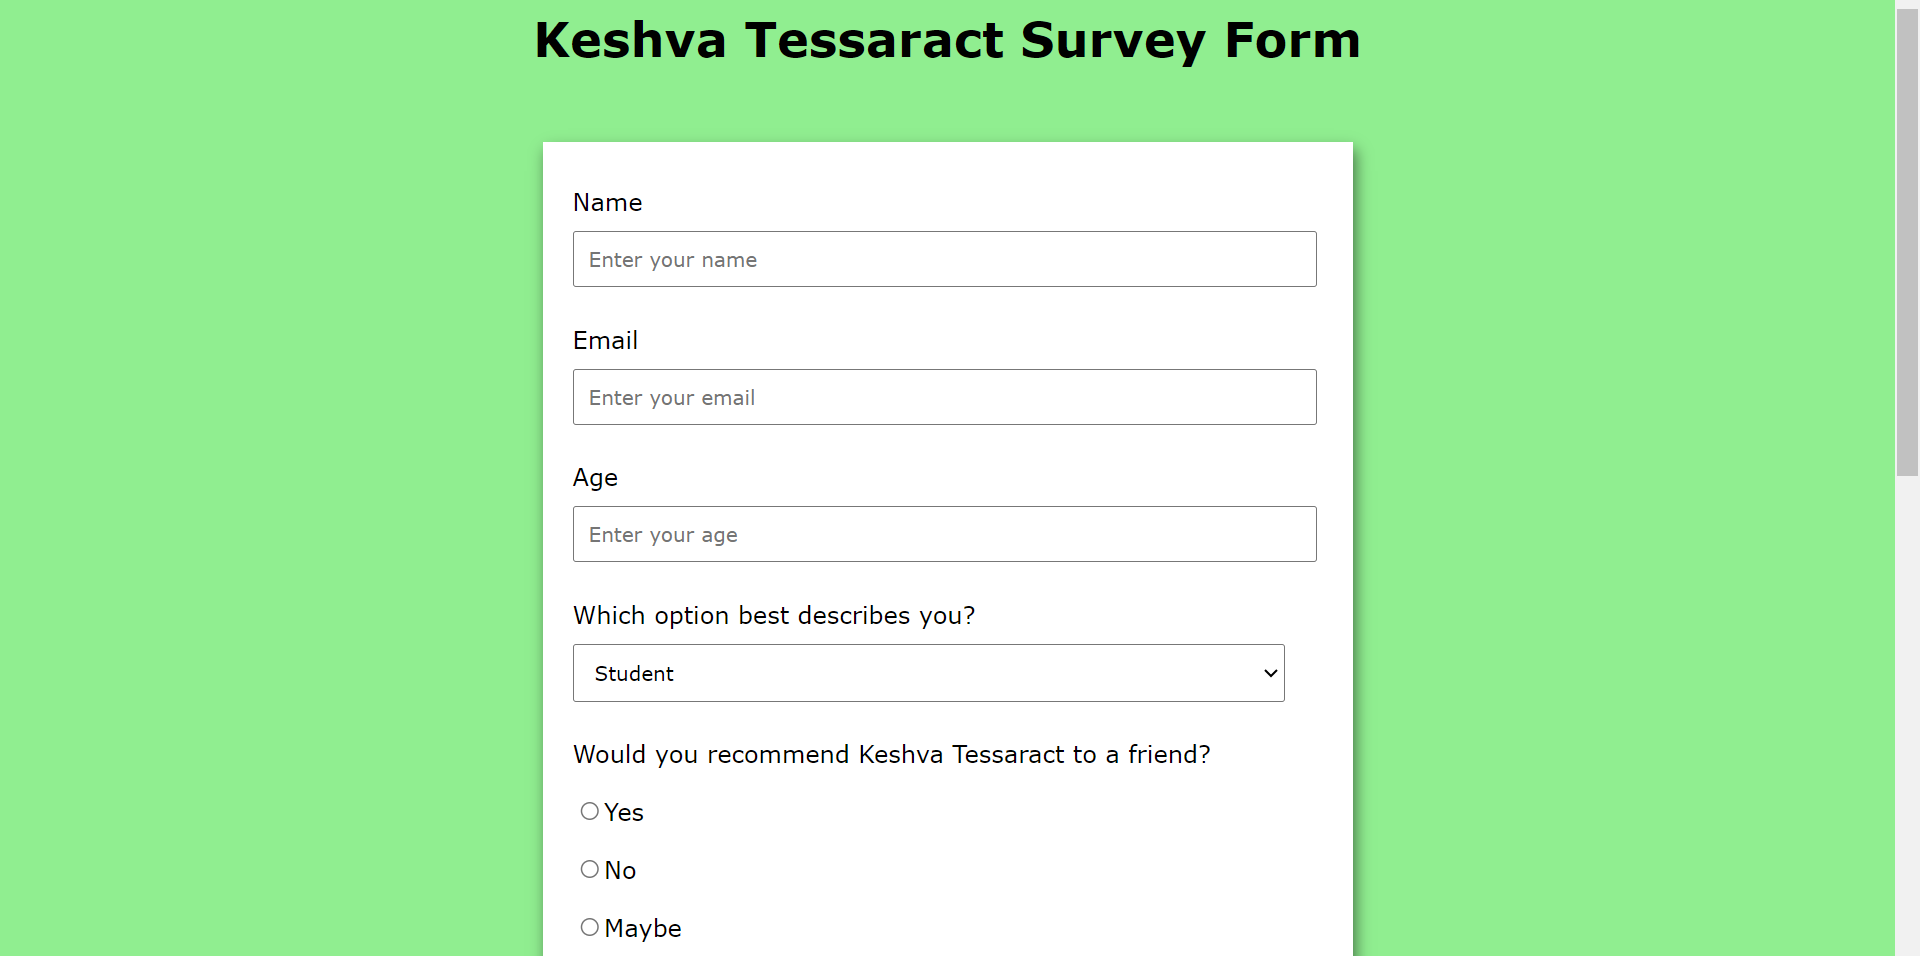 Keshva Tessaract Survey Form
Name
Enter your name
Email
Enter your email
Age
Enter your age
Which option best describes you?
Student
Would you recommend Keshva Tessaract to a friend?
Yes
No
Maybe